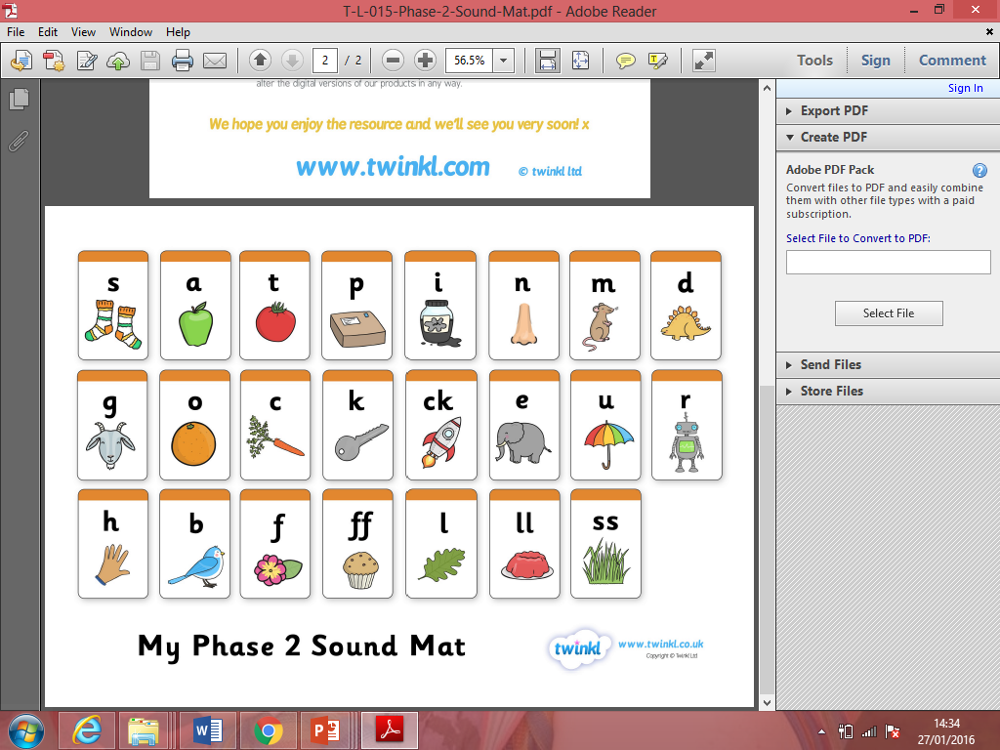 T-L-015-Phase-2-Sound-Mat.pdf - Adobe Reader
File Edit View Window Help
2 / 2 56.5% Tools Sign Comment
Sign In
alter the digital versions of our products in any way.
We hope you enjoy the resource and we'll see you very soon! x
www.twinkl.com © twinkl ltd
Export PDF
Create PDF
Adobe PDF Pack
Convert files to PDF and easily combine
them with other file types with a paid
subscription.
Select File to Convert to PDF:
Select File
Send Files
Store Files
s a t p i n m d
g o c k ck e u r
h b f ff l ll ss
My Phase 2 Sound Mat
twinkl www.twinkl.co.uk
Copyright © Twinkl Ltd
14:34
27/01/2016